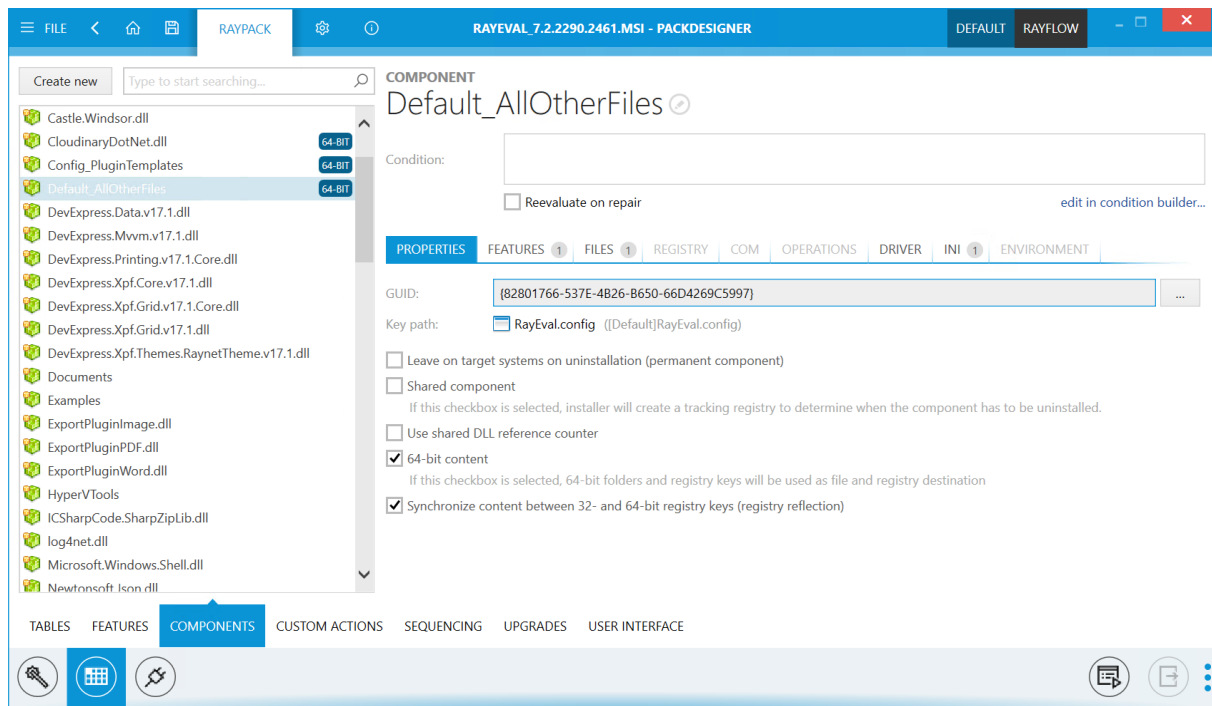 FILE RAYPACK RAYEVAL_7.2.2290.2461.MSI - PACKDESIGNER DEFAULT RAYFLOW
Create new Type to start searching...
Castle.Windsor.dll
CloudinaryDotNet.dll 64-BIT
Config_PluginTemplates 64-BIT
Default_AllOtherFiles 64-BIT
DevExpress.Data.v17.1.dll
DevExpress.Mvvm.v17.1.dll
DevExpress.Printing.v17.1.Core.dll
DevExpress.Xpf.Core.v17.1.dll
DevExpress.Xpf.Grid.v17.1.Core.dll
DevExpress.Xpf.Grid.v17.1.dll
DevExpress.Xpf.Themes.RaynetTheme.v17.1.dll
Documents
Examples
ExportPluginImage.dll
ExportPluginPDF.dll
ExportPluginWord.dll
HyperVTools
ICSharpCode.SharpZipLib.dll
log4net.dll
Microsoft.Windows.Shell.dll
Newtonsoft.Json.dll
COMPONENT
Default_AllOtherFiles
Condition:
Reevaluate on repair edit in condition builder...
PROPERTIES FEATURES 1 FILES 1 REGISTRY COM OPERATIONS DRIVER INI 1 ENVIRONMENT
GUID: {82801766-537E-4B26-B650-66D4269C5997} ...
Key path: RayEval.config ([Default]RayEval.config)
Leave on target systems on uninstallation (permanent component)
Shared component
If this checkbox is selected, installer will create a tracking registry to determine when the component has to be uninstalled.
Use shared DLL reference counter
64-bit content
If this checkbox is selected, 64-bit folders and registry keys will be used as file and registry destination
Synchronize content between 32- and 64-bit registry keys (registry reflection)
TABLES FEATURES COMPONENTS CUSTOM ACTIONS SEQUENCING UPGRADES USER INTERFACE